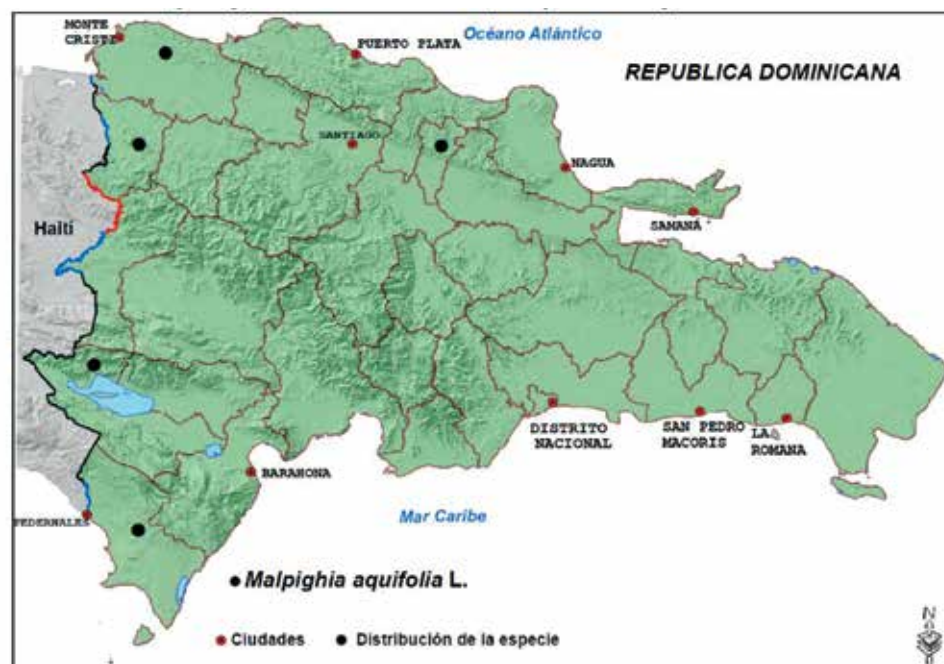 MONTE
CRISTI
PUERTO PLATA
Océano Atlántico
REPUBLICA DOMINICANA
SANTIAGO
NAGUA
Haití
SAMANÁ
DISTRITO
NACIONAL
SAN PEDRO
MACORIS
LA
ROMANA
BARAHONA
PEDERNALES
Mar Caribe
Malpighia aquifolia L.
Ciudades
Distribución de la especie
N